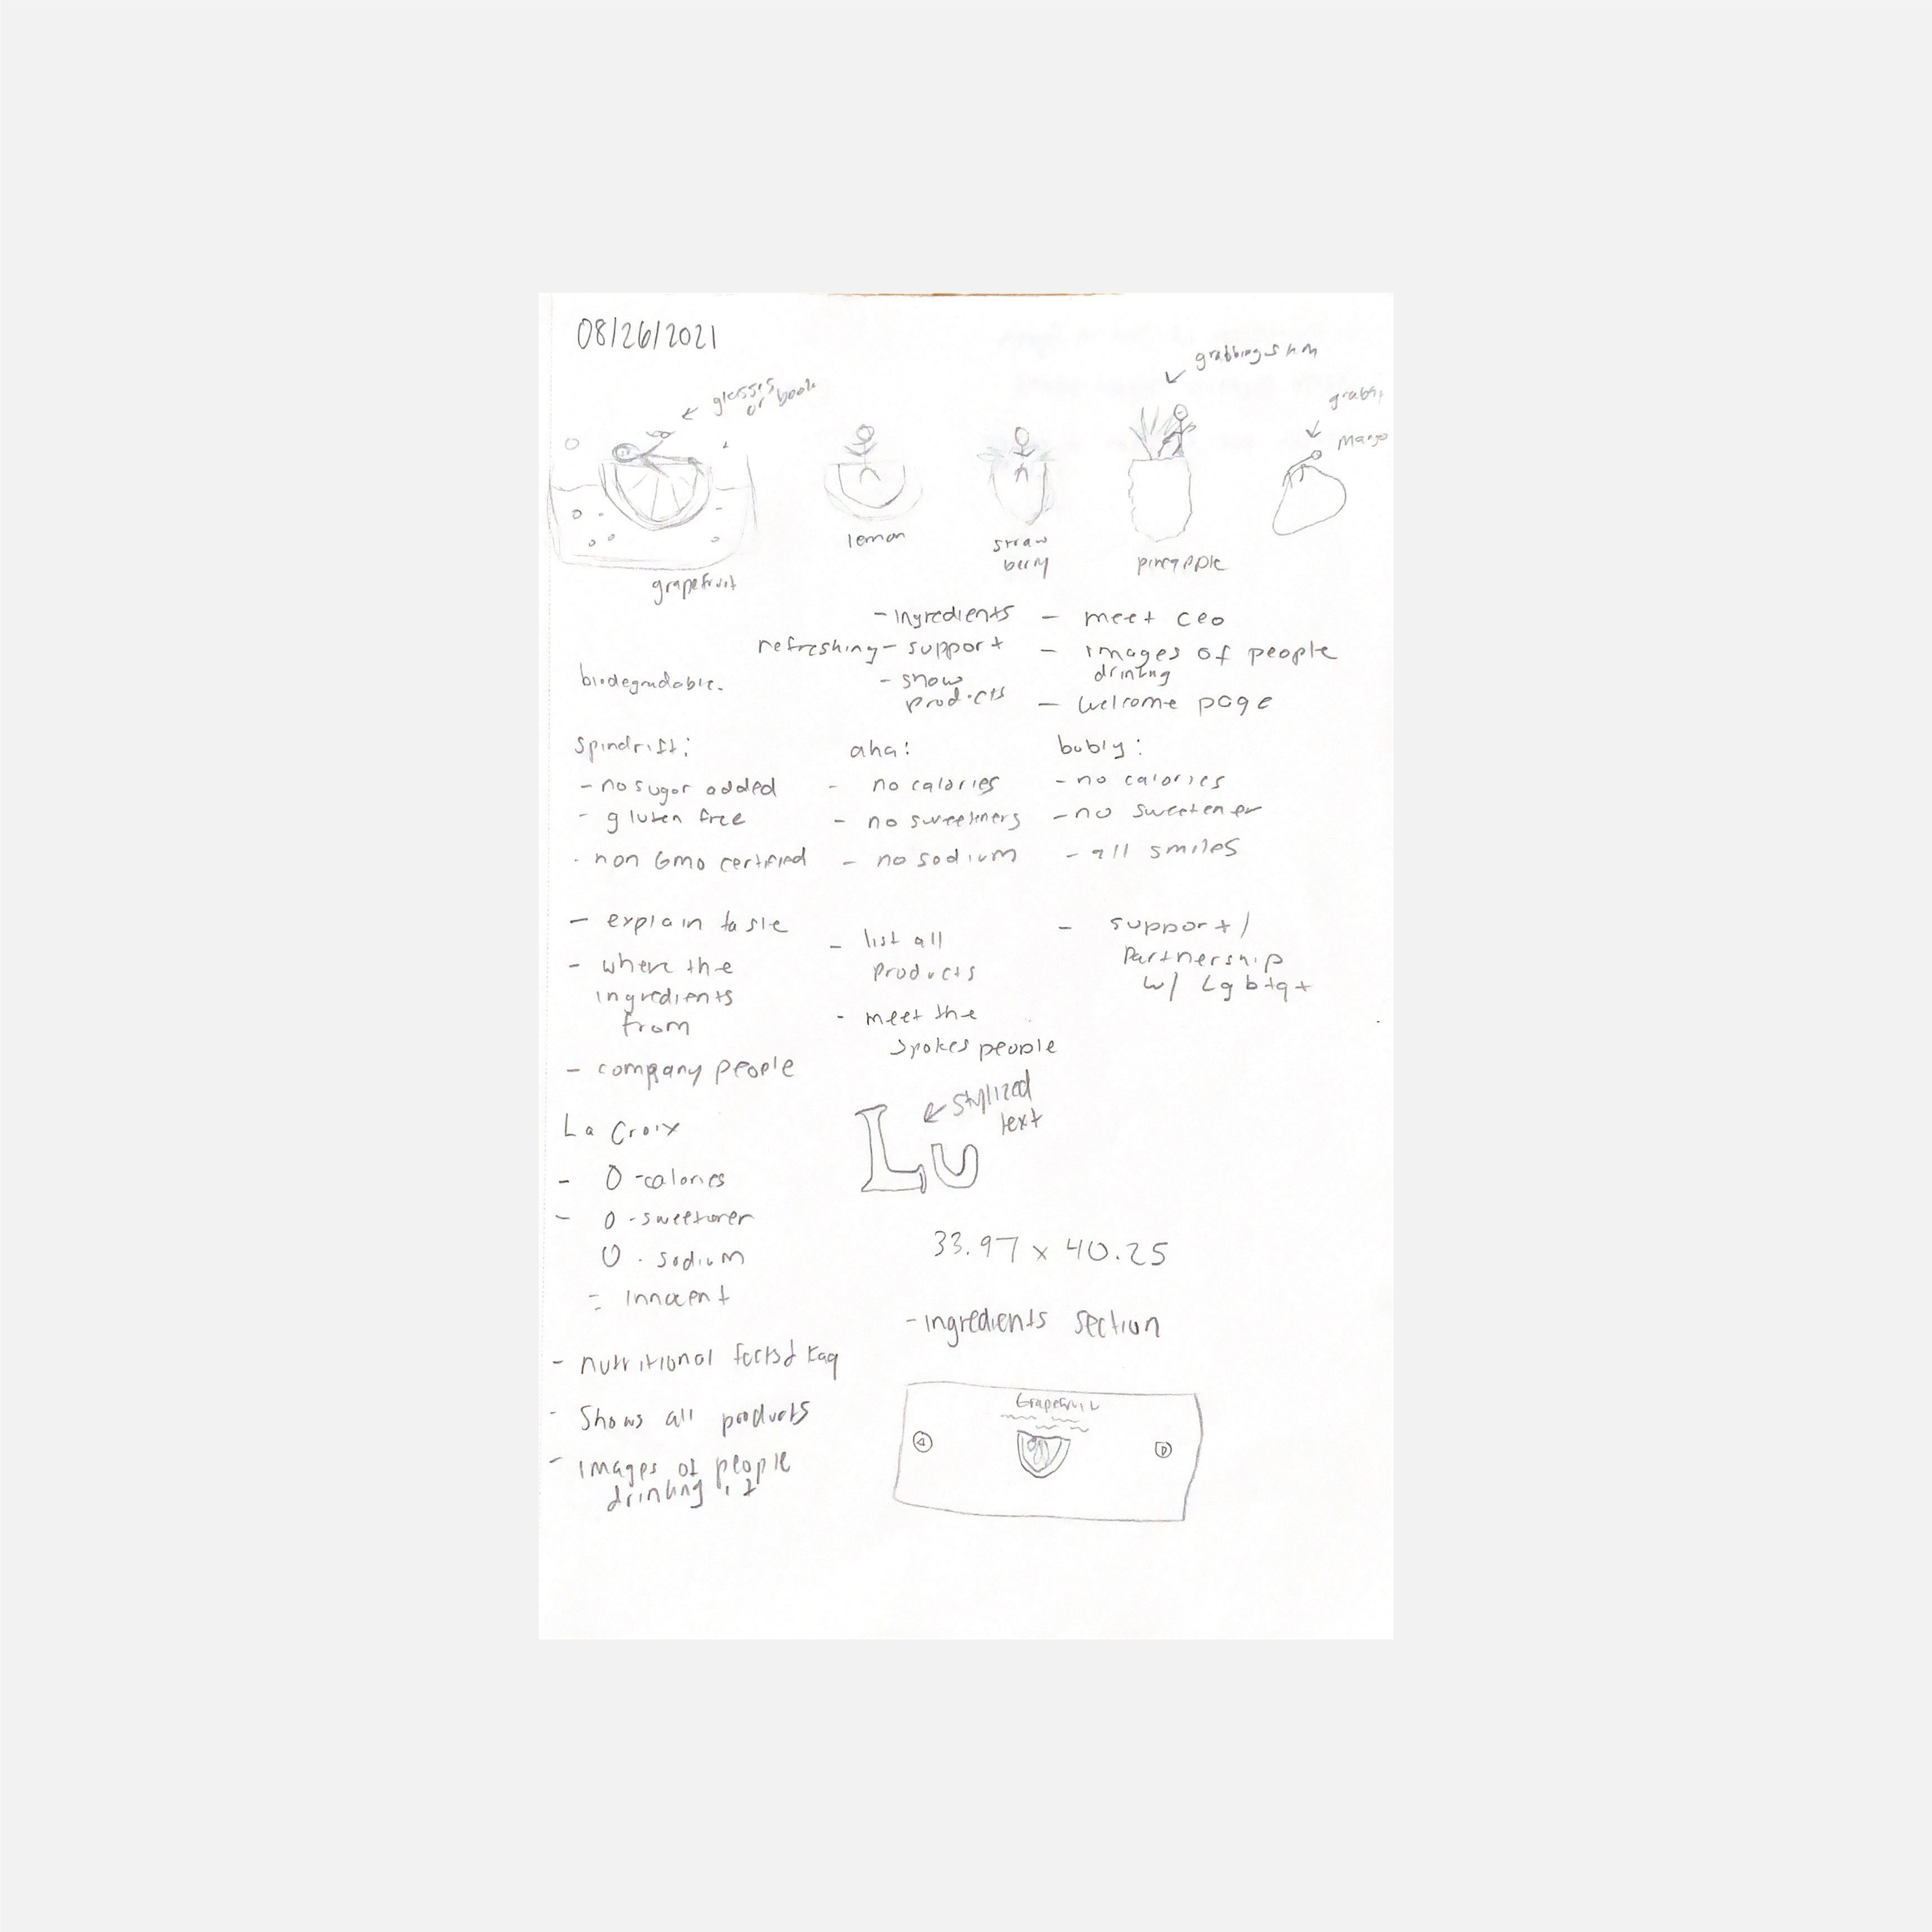 08/26/2021
glasses
or book
grabbing
grabbing
mango
lemon
straw
berry
pineapple
grapefruit
- ingredients
- meet ceo
refreshing - support
- images of people
drinking
biodegradable.
- show
products
- welcome page
spindrift:
- no sugar added
- gluten free
- non GMO certified
aha!
- no calories
- no sweeteners
- no sodium
bubly:
- no calories
- no sweetener
- all smiles
- explain taste
- where the
ingredients
from
- company people
- list all
products
- meet the
spokes people
- support/
Partnership
w/ Lgbtq+
La Croix
- 0-calories
- 0-sweetener
0-sodium
= innocent
- nutritional facts & faq
- Shows all products
- images of people
drinking it
Lu
← stylized
text
33.97 x 40.25
- ingredients section
Grapefruit